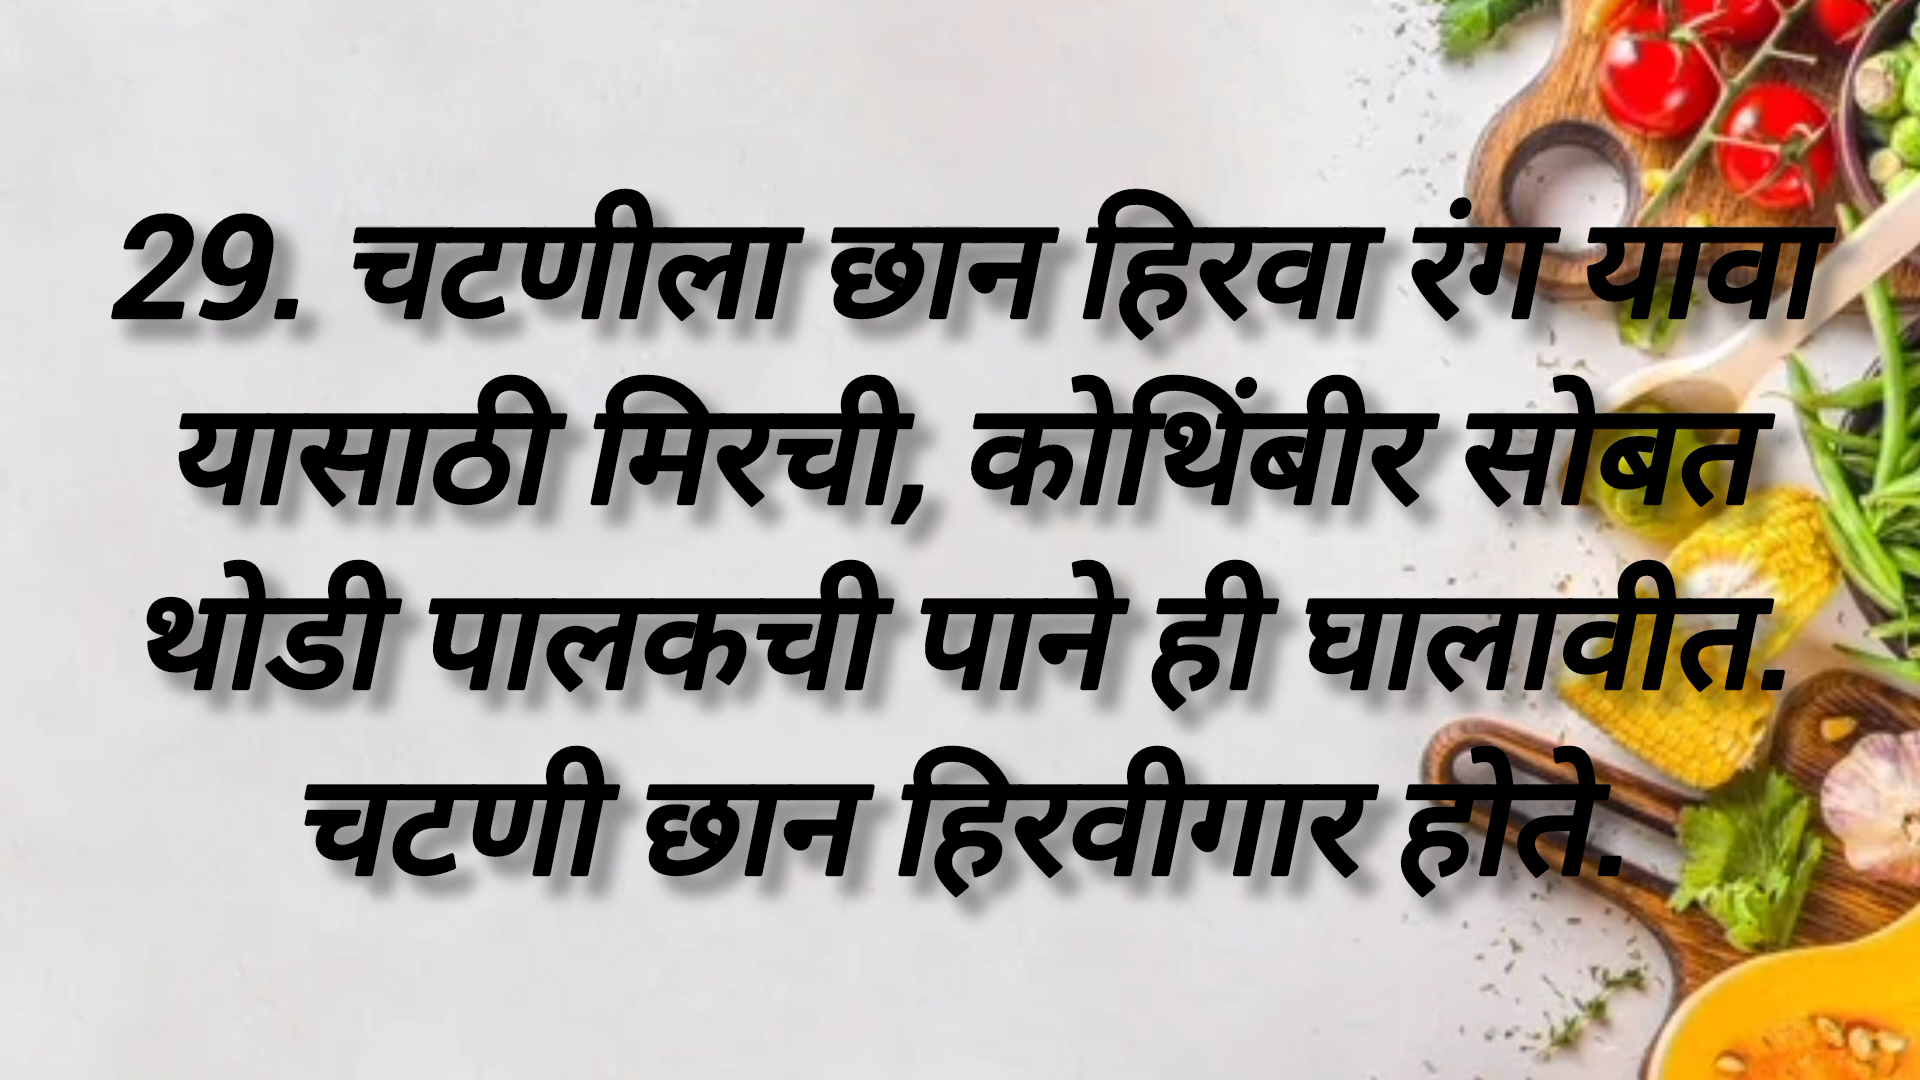 29. चटणीला छान हिरवा रंग यावा
यासाठी मिरची, कोथिंबीर सोबत
थोडी पालकची पाने ही घालावीत.
चटणी छान हिरवीगार होते.